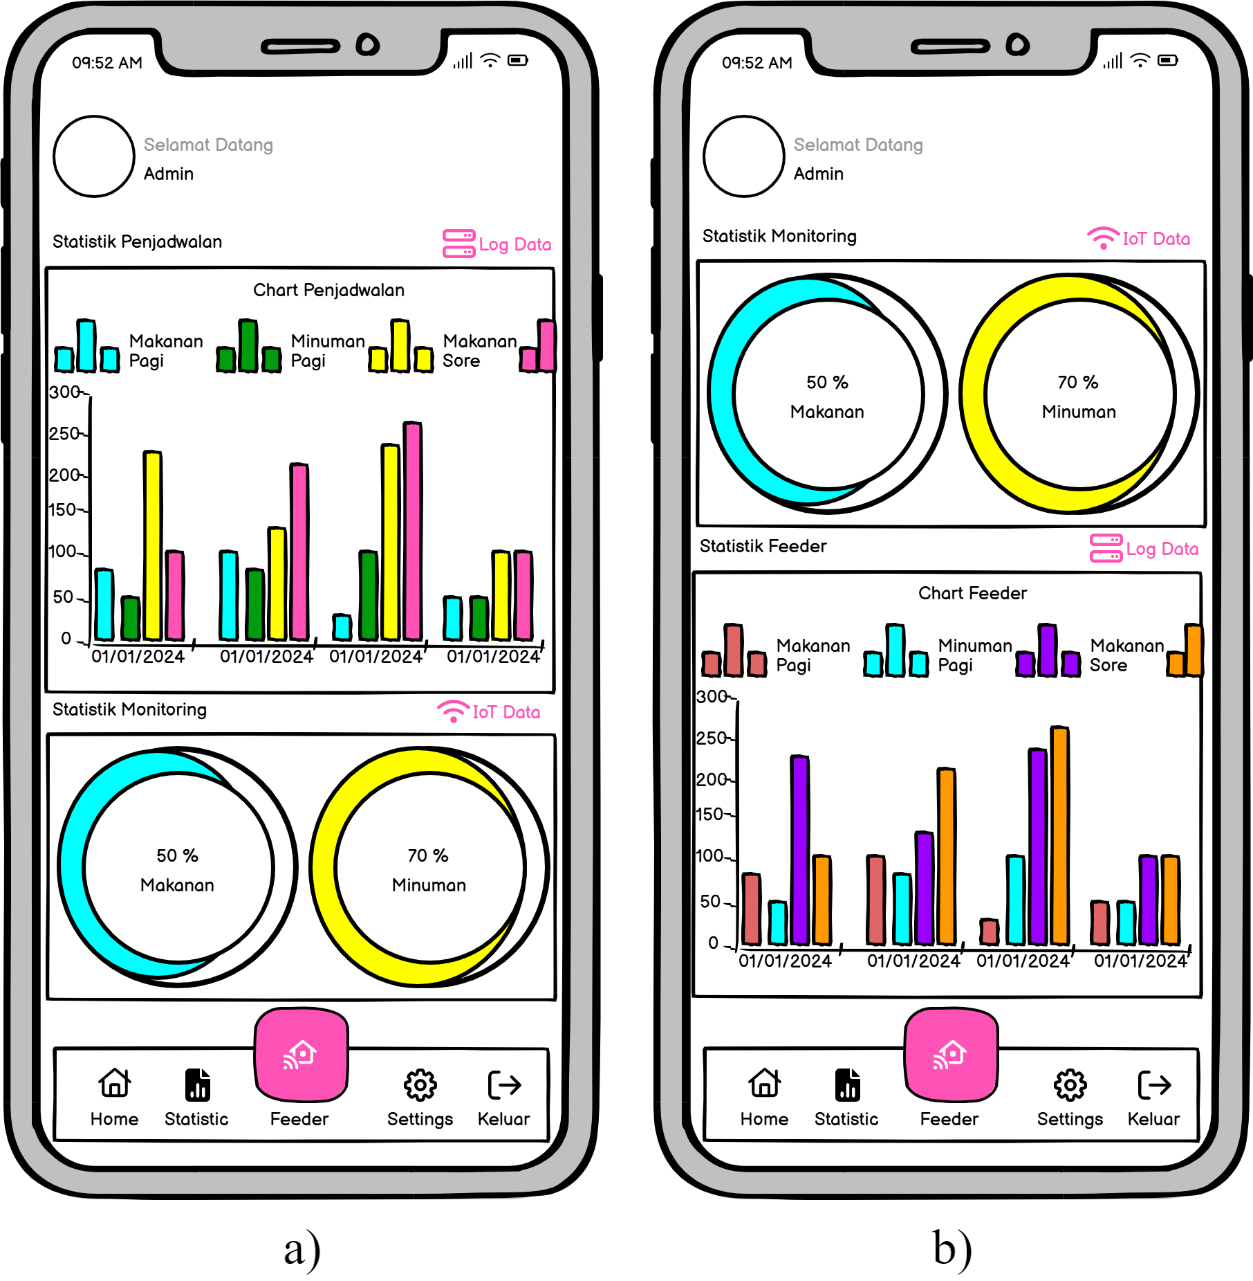 09:52 AM
Selamat Datang
Admin
Statistik Penjadwalan
Log Data
Chart Penjadwalan
Makanan
Pagi
Minuman
Pagi
Makanan
Sore
300
250
200
150
100
50
0
01/01/2024 01/01/2024 01/01/2024 01/01/2024
Statistik Monitoring
IoT Data
50 %
Makanan
70 %
Minuman
Home Statistic Feeder Settings Keluar
a)
09:52 AM
Selamat Datang
Admin
Statistik Monitoring
IoT Data
50 %
Makanan
70 %
Minuman
Statistik Feeder
Log Data
Chart Feeder
Makanan
Pagi
Minuman
Pagi
Makanan
Sore
300
250
200
150
100
50
0
01/01/2024 01/01/2024 01/01/2024 01/01/2024
Home Statistic Feeder Settings Keluar
b)